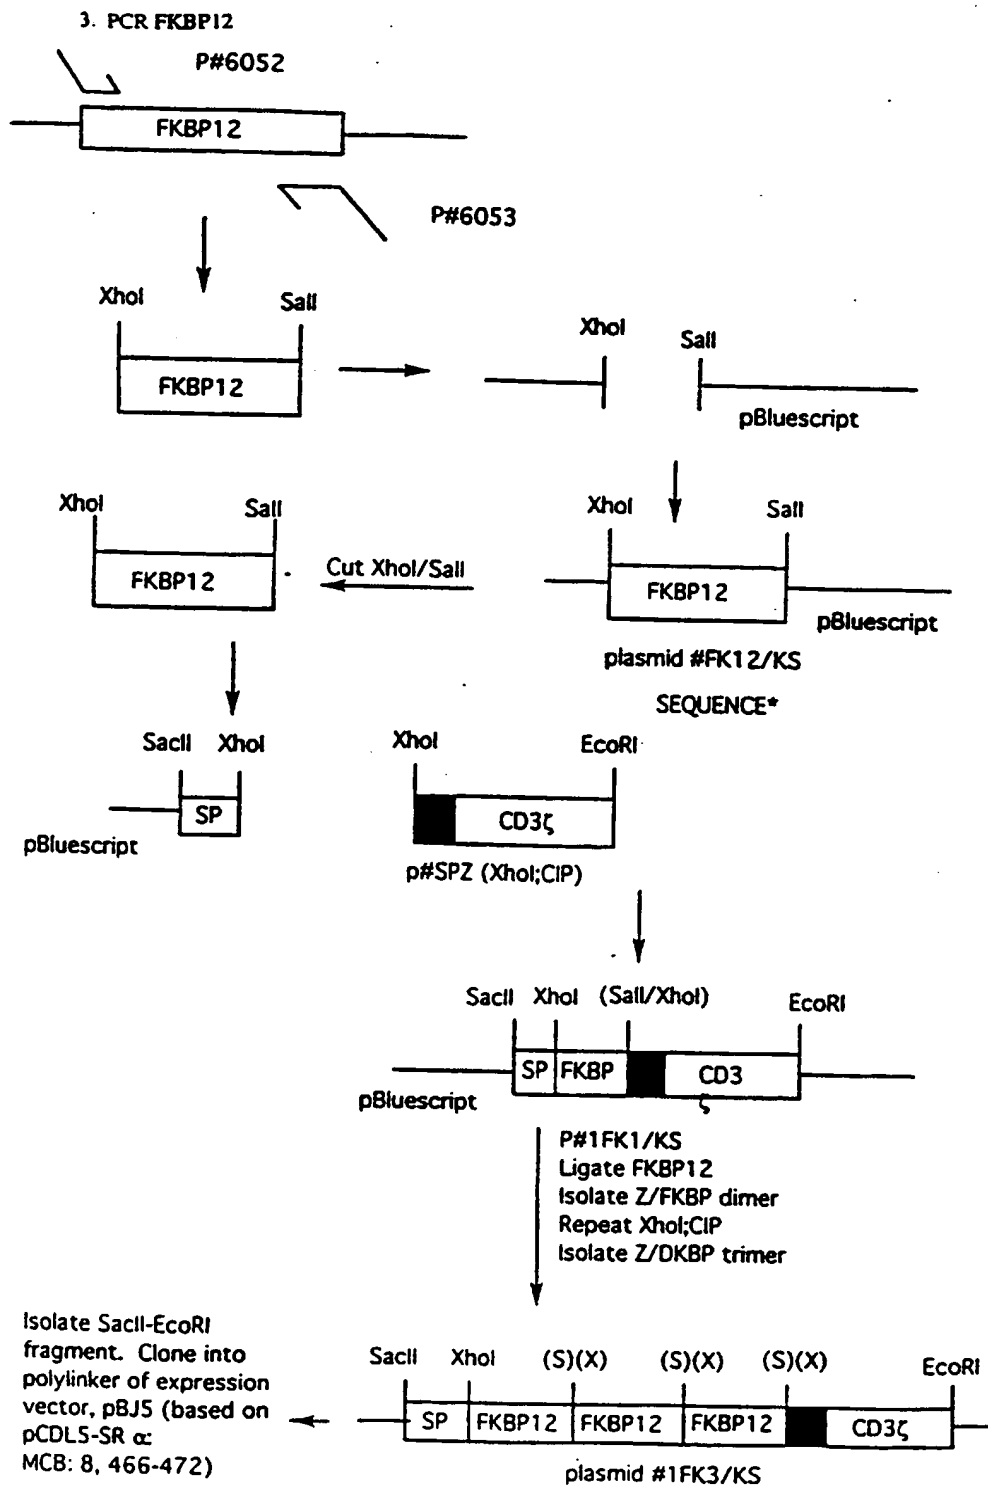 3. PCR FKBP12
P#6052
FKBP12
P#6053
XhoI SalI
FKBP12
XhoI SalI
pBluescript
XhoI SalI
FKBP12
Cut XhoI/SalI
XhoI SalI
FKBP12
pBluescript
plasmid #FK12/KS
SEQUENCE*
SacII XhoI
SP
pBluescript
XhoI EcoRI
CD3ζ
p#SPZ (XhoI;CIP)
SacII XhoI (SalI/XhoI) EcoRI
SP FKBP CD3
ζ
pBluescript
P#1FK1/KS
Ligate FKBP12
Isolate Z/FKBP dimer
Repeat XhoI;CIP
Isolate Z/DKBP trimer
Isolate SacII-EcoRI
fragment. Clone into
polylinker of expression
vector, pBJ5 (based on
pCDL5-SR α:
MCB: 8, 466-472)
SacII XhoI (S)(X) (S)(X) (S)(X) EcoRI
SP FKBP12 FKBP12 FKBP12 CD3ζ
plasmid #1FK3/KS